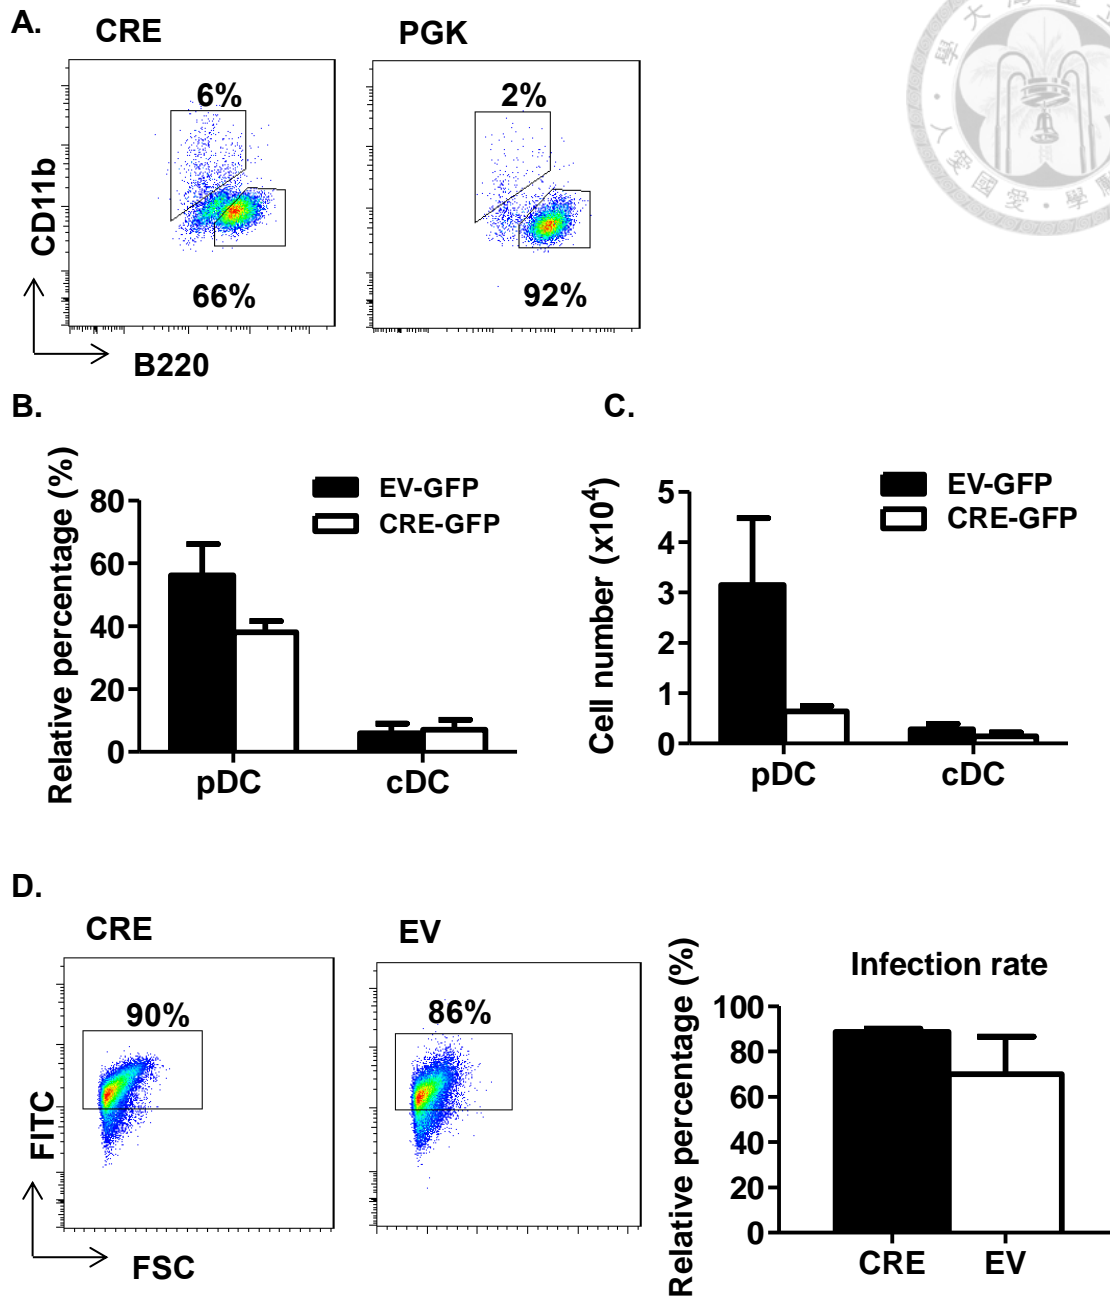 A.
CRE
PGK
6%
2%
CD11b
66%
92%
B220
B.
C.
Relative percentage (%)
80
60
40
20
0
EV-GFP
CRE-GFP
pDC
cDC
Cell number (x10⁴)
5
4
3
2
1
0
EV-GFP
CRE-GFP
pDC
cDC
D.
CRE
EV
90%
86%
FITC
FSC
Infection rate
Relative percentage (%)
100
80
60
40
20
0
CRE
EV